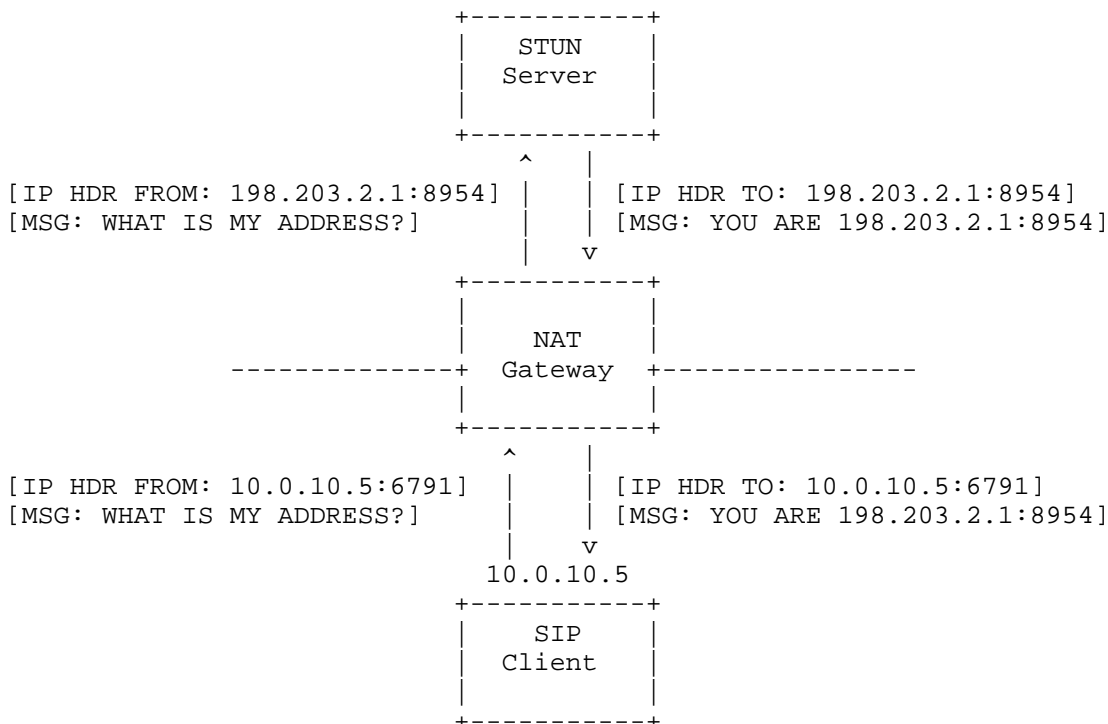 STUN
Server
[IP HDR FROM: 198.203.2.1:8954] [IP HDR TO: 198.203.2.1:8954]
[MSG: WHAT IS MY ADDRESS?] [MSG: YOU ARE 198.203.2.1:8954]
NAT
Gateway
[IP HDR FROM: 10.0.10.5:6791] [IP HDR TO: 10.0.10.5:6791]
[MSG: WHAT IS MY ADDRESS?] [MSG: YOU ARE 198.203.2.1:8954]
10.0.10.5
SIP
Client